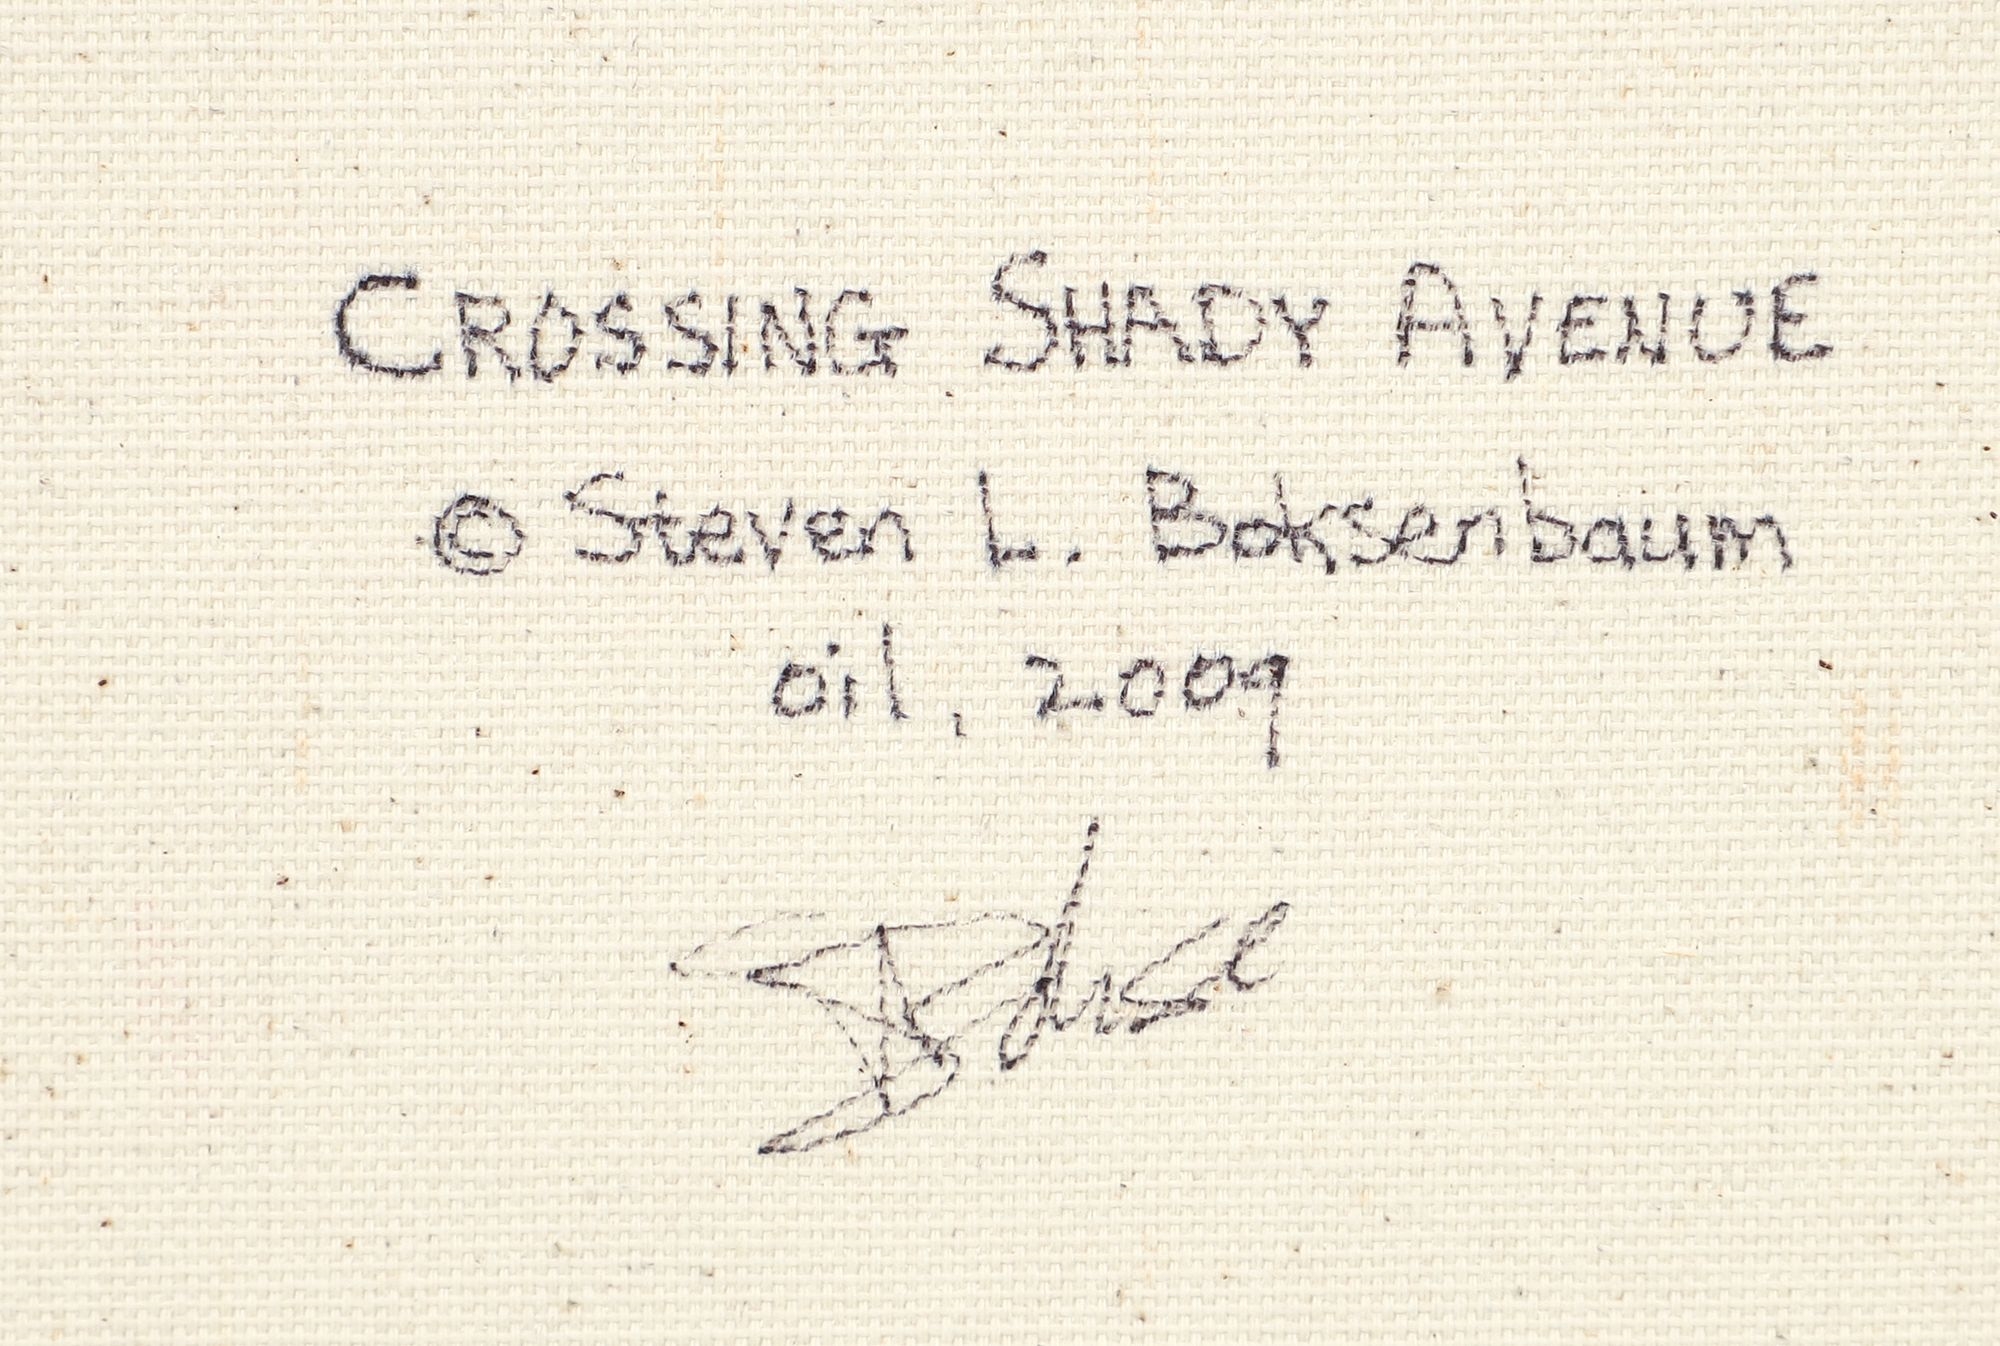 CROSSING SHADY AVENUE
© Steven L. Boksenbaum
oil, 2009